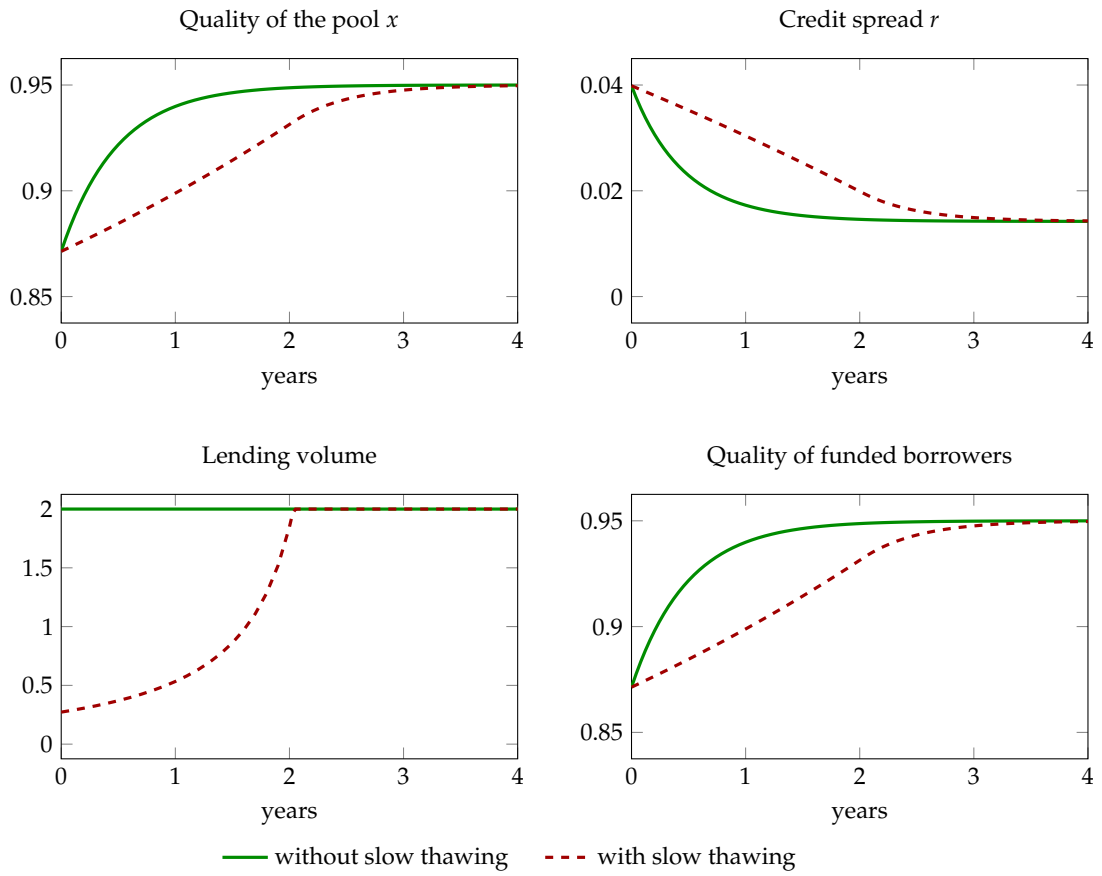 Quality of the pool x
0.95
0.9
0.85
0 1 2 3 4
years
Credit spread r
0.04
0.02
0
0 1 2 3 4
years
Lending volume
2
1.5
1
0.5
0
0 1 2 3 4
years
Quality of funded borrowers
0.95
0.9
0.85
0 1 2 3 4
years
without slow thawing
with slow thawing